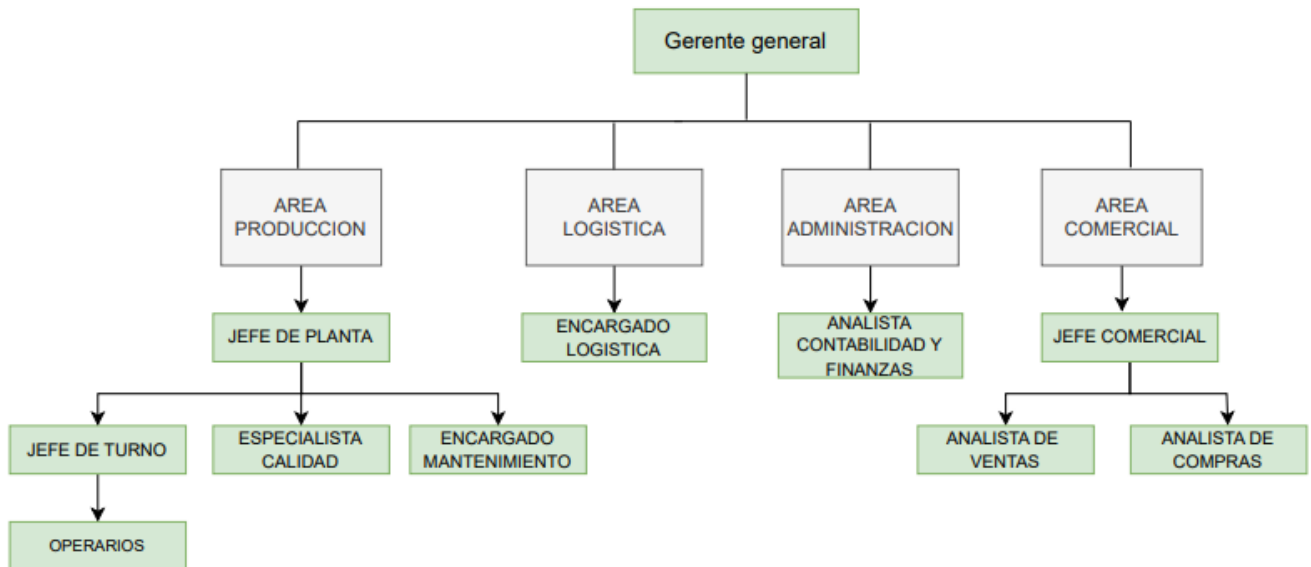 Gerente general
AREA
PRODUCCION
AREA
LOGISTICA
AREA
ADMINISTRACION
AREA
COMERCIAL
JEFE DE PLANTA
ENCARGADO
LOGISTICA
ANALISTA
CONTABILIDAD Y
FINANZAS
JEFE COMERCIAL
JEFE DE TURNO
ESPECIALISTA
CALIDAD
ENCARGADO
MANTENIMIENTO
ANALISTA DE
VENTAS
ANALISTA DE
COMPRAS
OPERARIOS